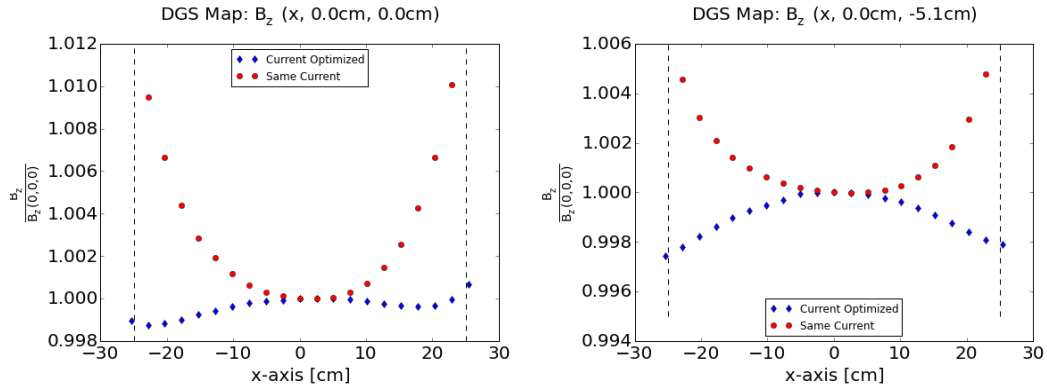 DGS Map: B_z (x, 0.0cm, 0.0cm)
1.012
1.010
1.008
1.006
1.004
1.002
1.000
0.998
B_z
B_z(0,0,0)
Current Optimized
Same Current
−30 −20 −10 0 10 20 30
x-axis [cm]
DGS Map: B_z (x, 0.0cm, -5.1cm)
1.006
1.004
1.002
1.000
0.998
0.996
0.994
B_z
B_z(0,0,0)
Current Optimized
Same Current
−30 −20 −10 0 10 20 30
x-axis [cm]